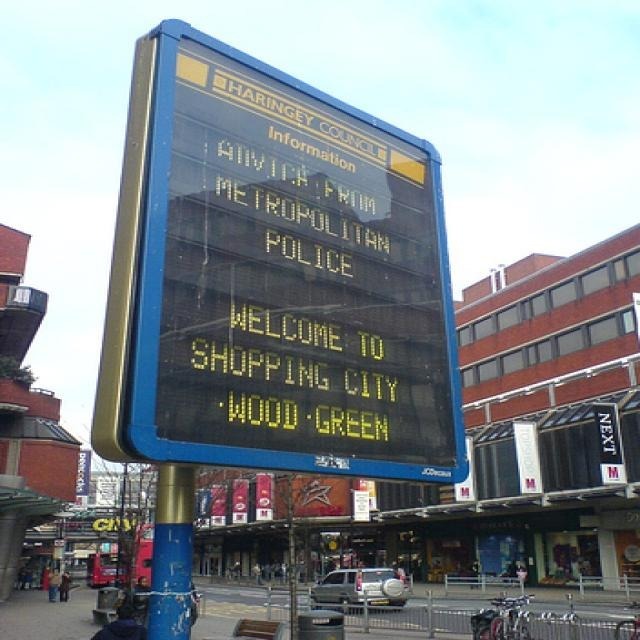 HARINGEY COUNCIL
Information
ADVICE FROM
METROPOLITAN
POLICE
WELCOME TO
SHOPPING CITY
·WOOD·GREEN
NEXT
M
M